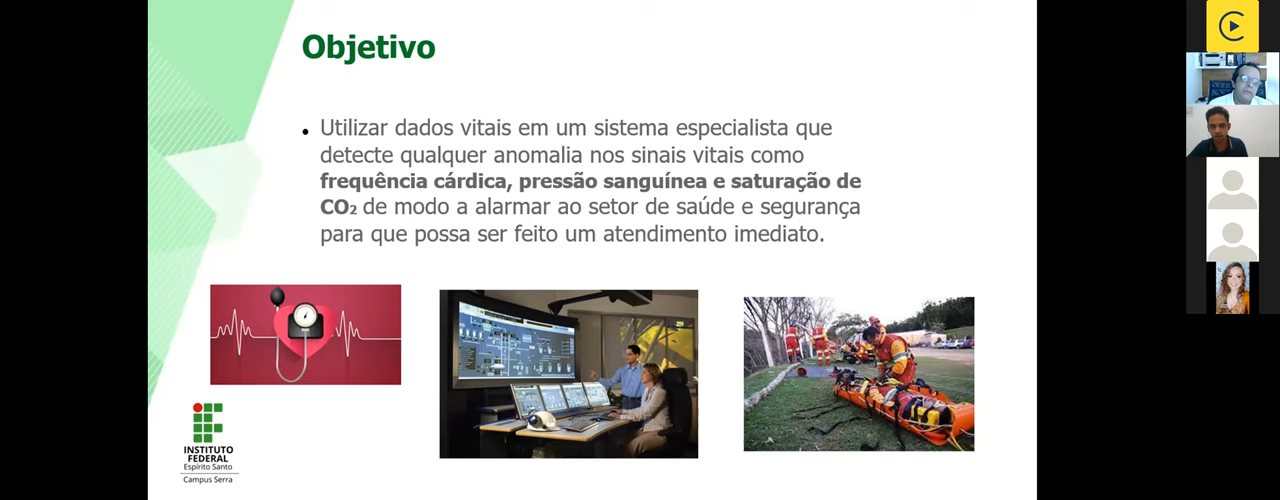 Objetivo
Utilizar dados vitais em um sistema especialista que
detecte qualquer anomalia nos sinais vitais como
frequência cárdica, pressão sanguínea e saturação de
CO₂ de modo a alarmar ao setor de saúde e segurança
para que possa ser feito um atendimento imediato.
INSTITUTO
FEDERAL
Espírito Santo
Campus Serra